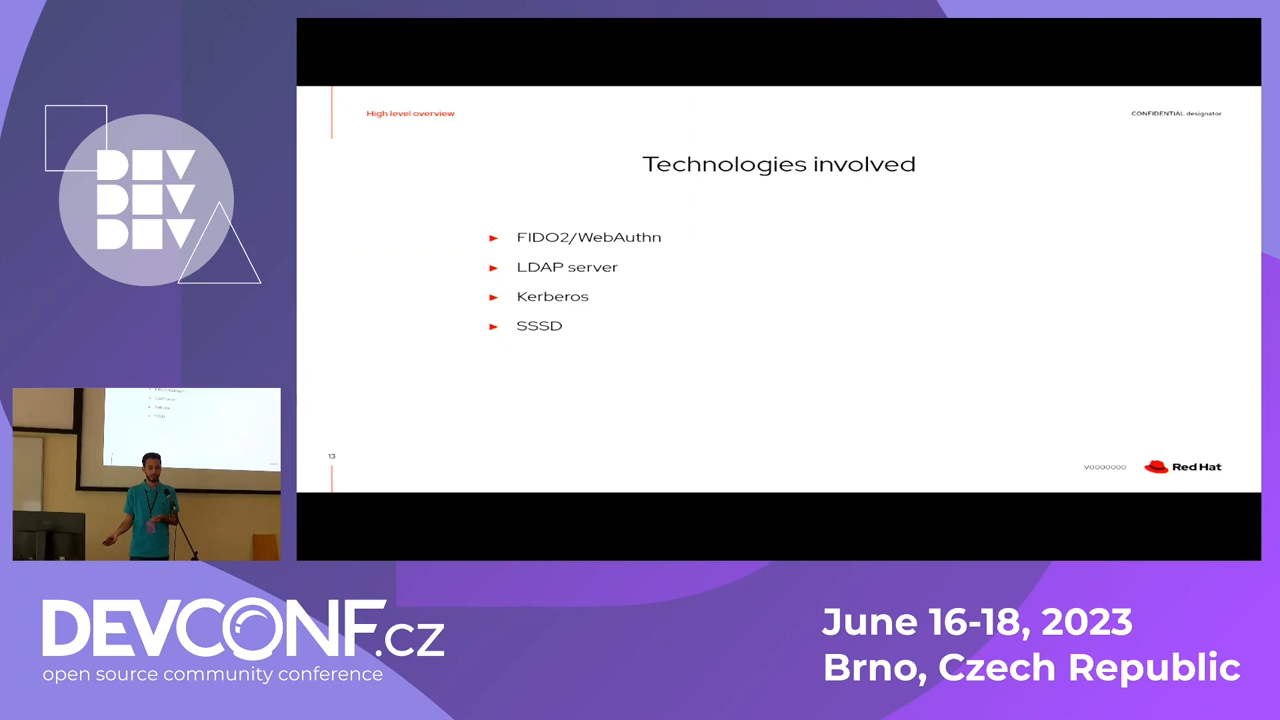 DEV
DEV
DEV
High level overview
CONFIDENTIAL designator
Technologies involved
► FIDO2/WebAuthn
► LDAP server
► Kerberos
► SSSD
13
V0000000
Red Hat
DEVCONF.cz
open source community conference
June 16-18, 2023
Brno, Czech Republic